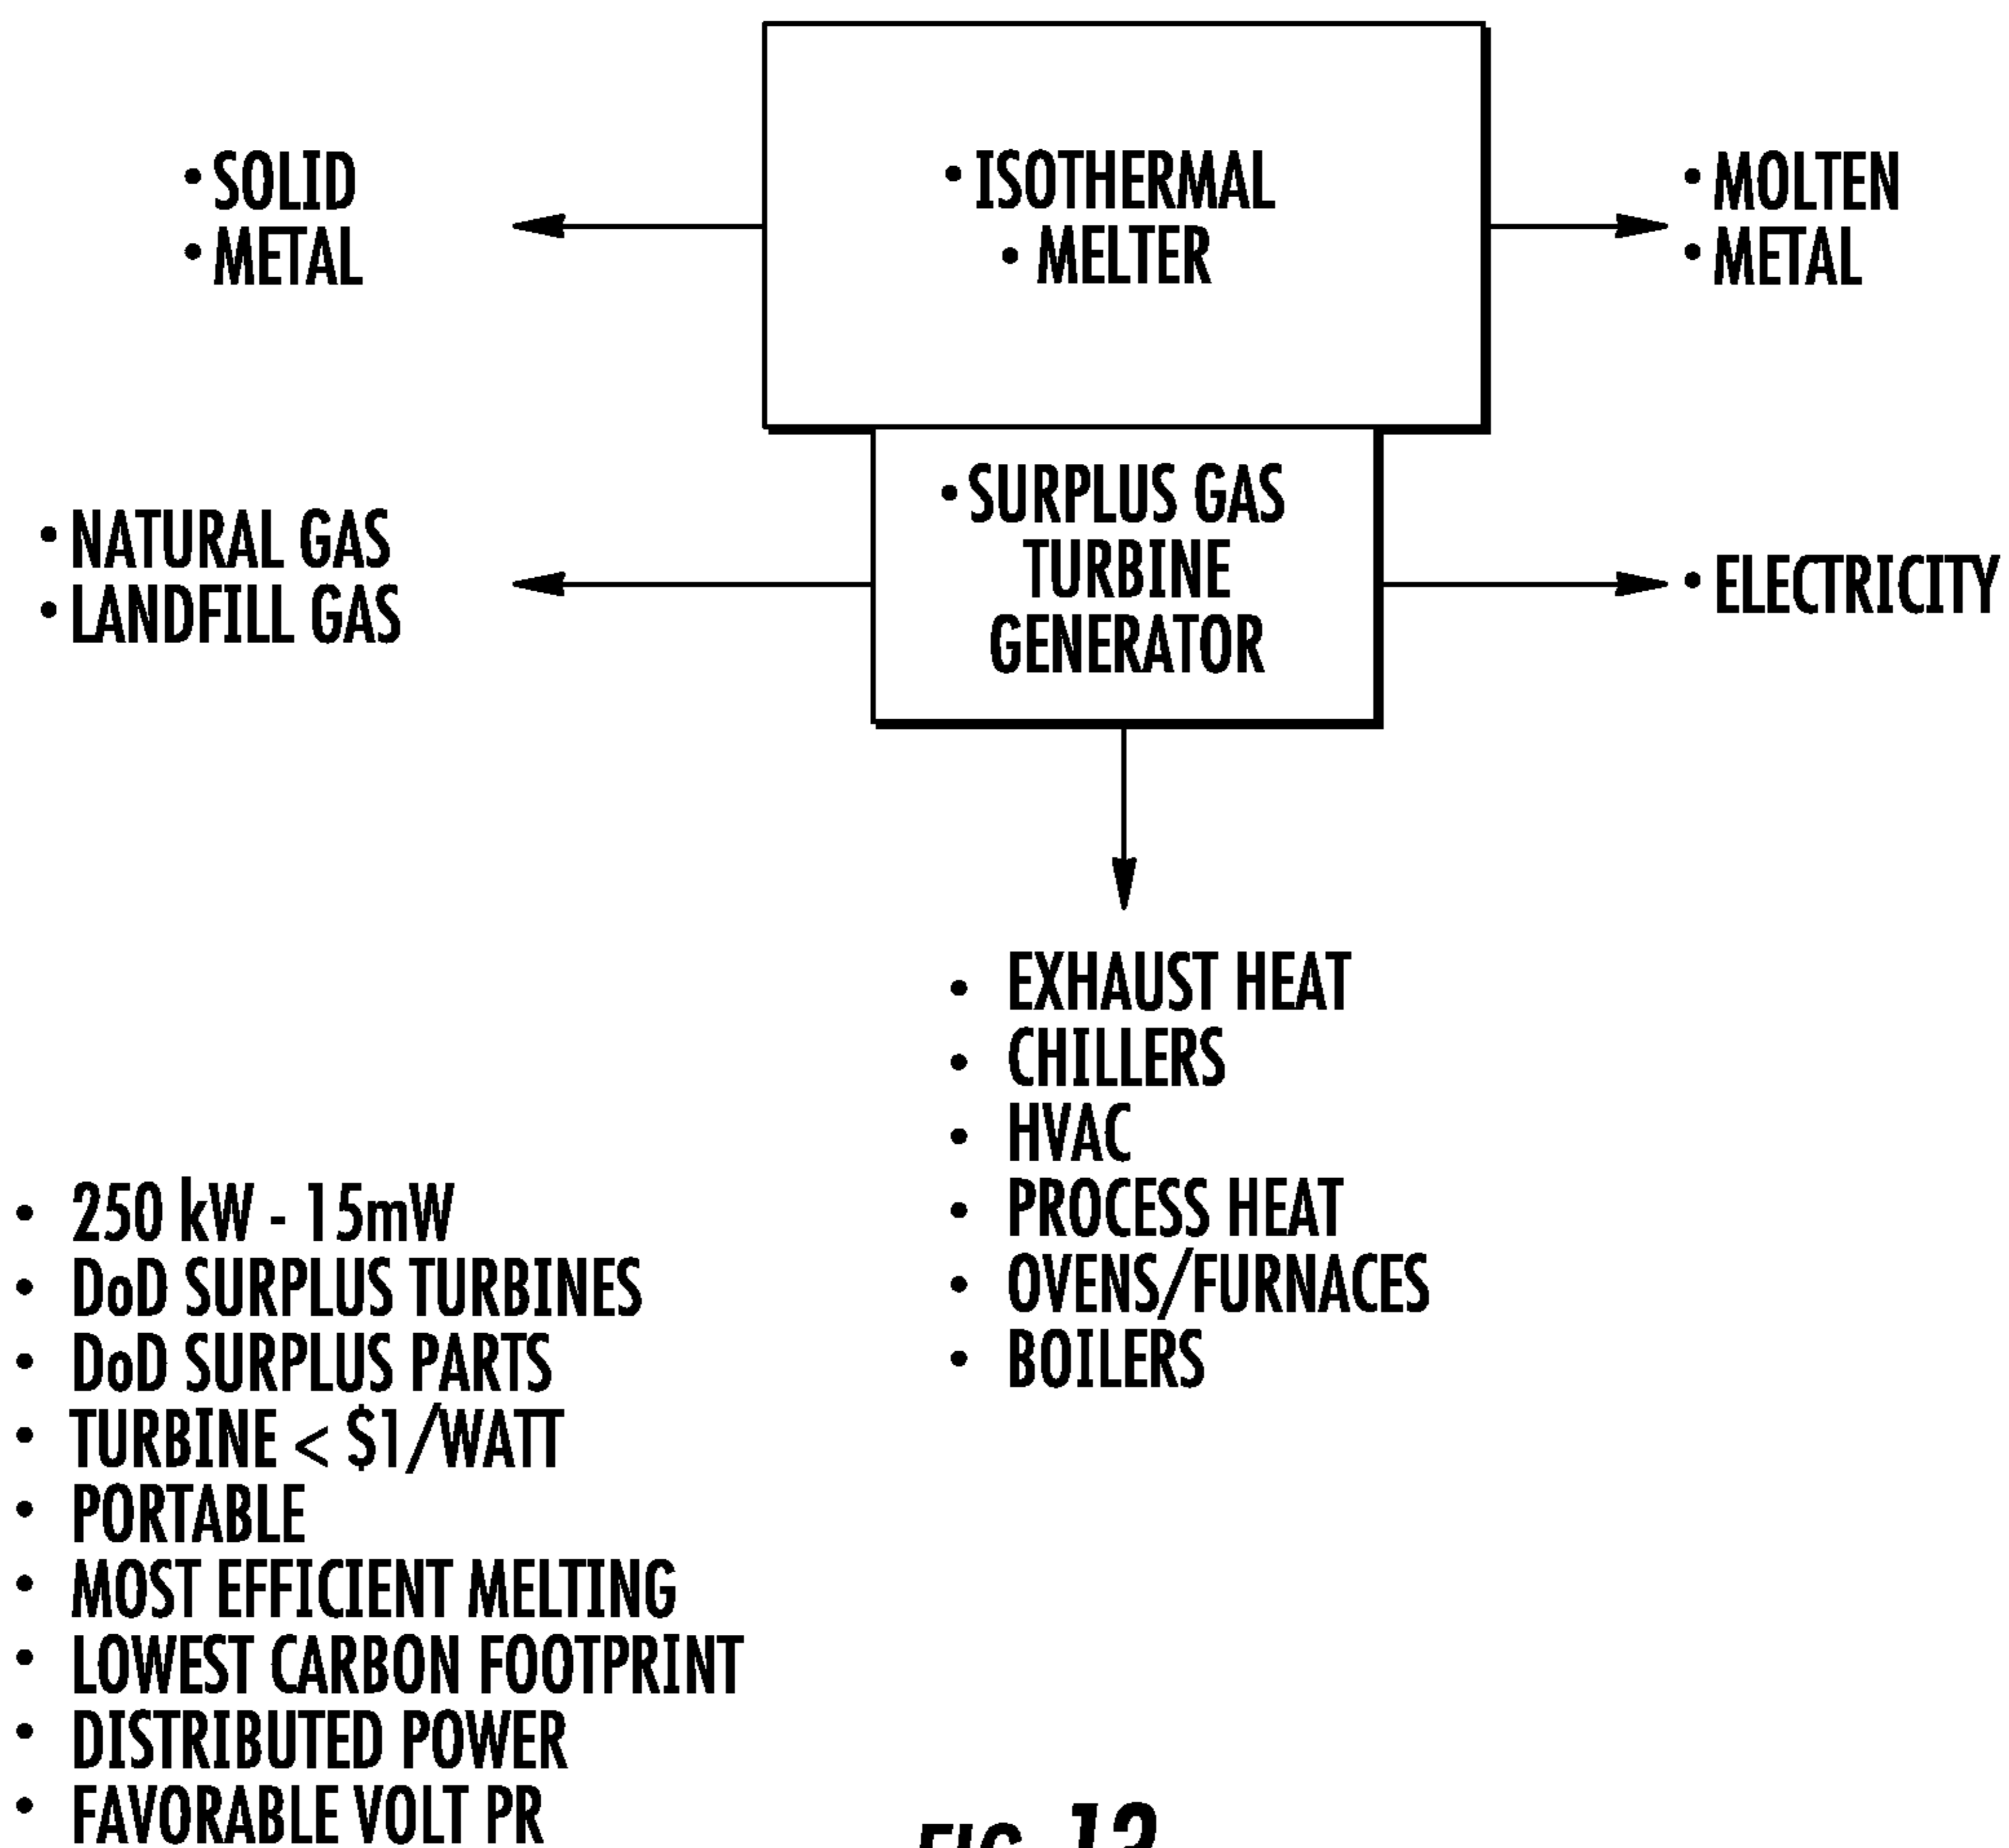 • SOLID
• METAL
• ISOTHERMAL
• MELTER
• MOLTEN
• METAL
• NATURAL GAS
• LANDFILL GAS
• SURPLUS GAS
TURBINE
GENERATOR
• ELECTRICITY
• EXHAUST HEAT
• CHILLERS
• HVAC
• PROCESS HEAT
• OVENS/FURNACES
• BOILERS
• 250 kW - 15mW
• DoD SURPLUS TURBINES
• DoD SURPLUS PARTS
• TURBINE < $1/WATT
• PORTABLE
• MOST EFFICIENT MELTING
• LOWEST CARBON FOOTPRINT
• DISTRIBUTED POWER
• FAVORABLE VOLT PR
FIG.